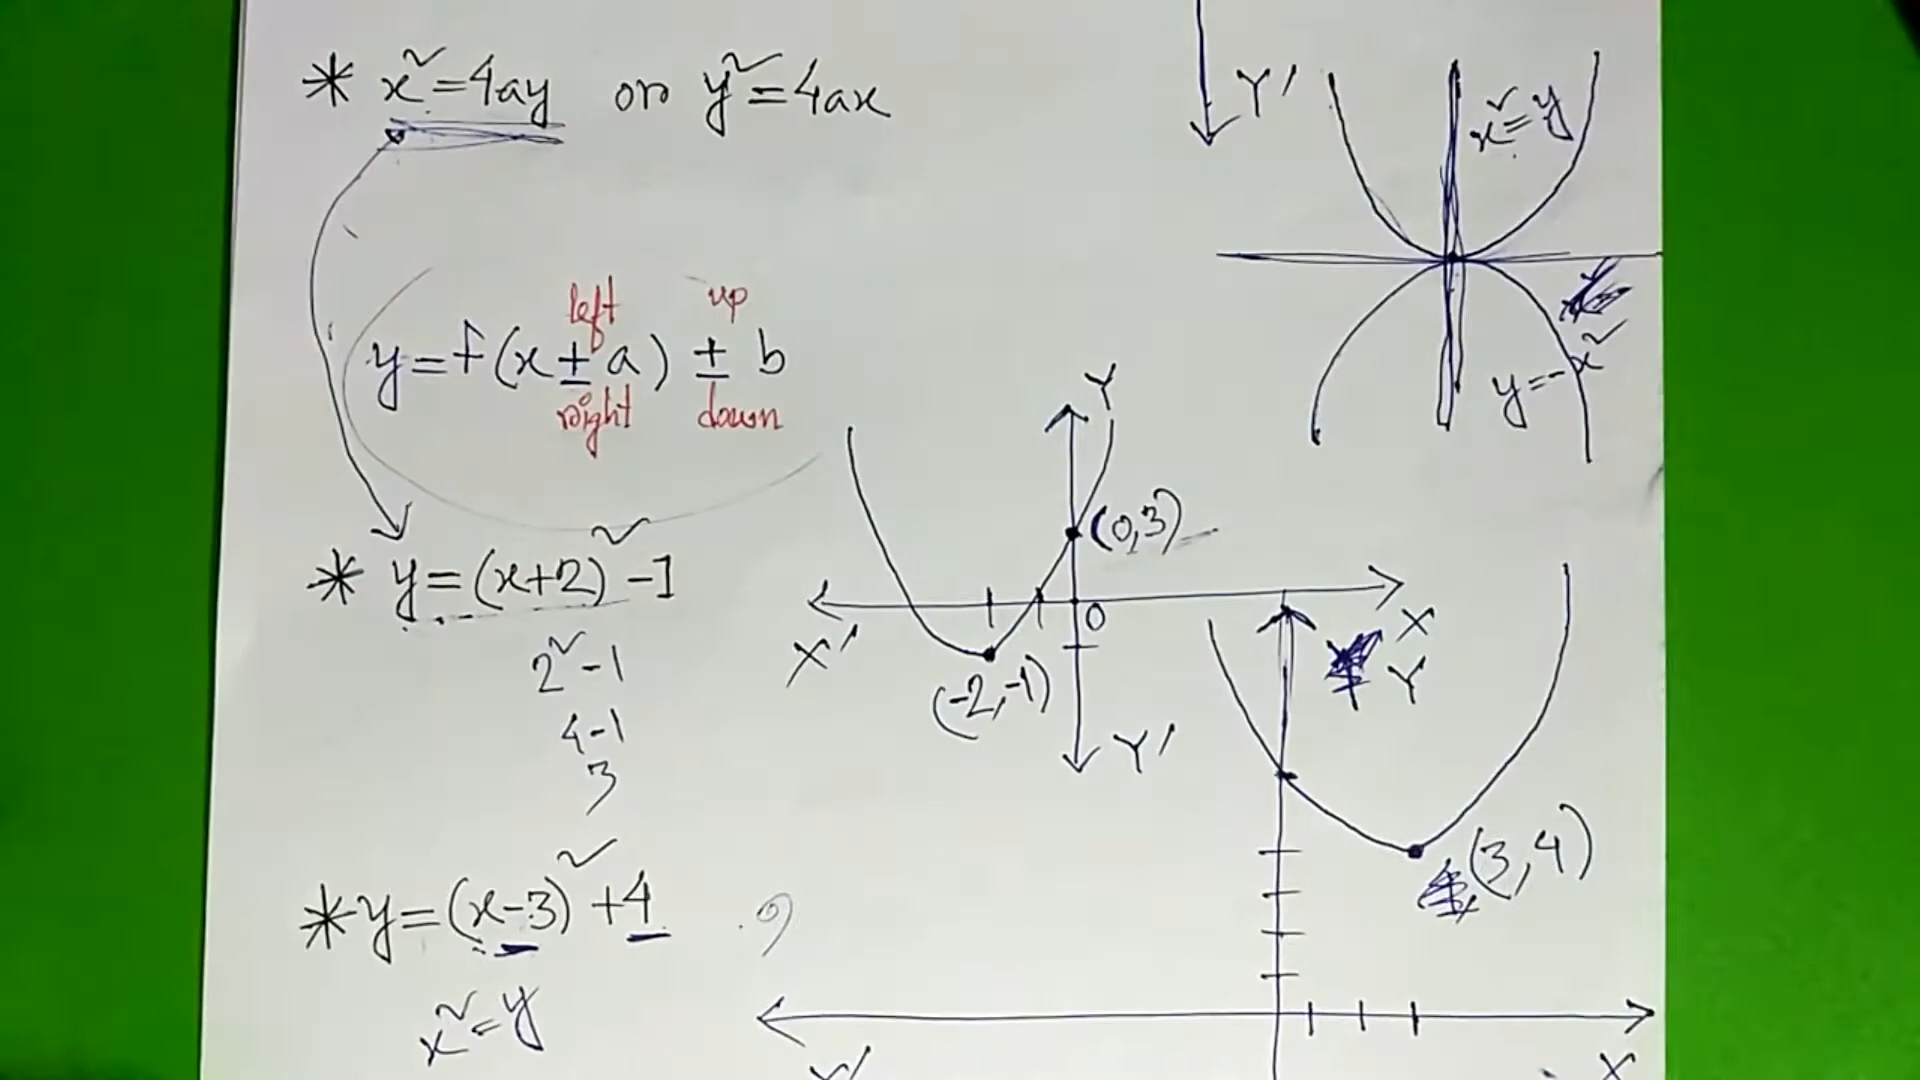 * x²=4ay or y²=4ax
left up
y=f(x±a) ± b
right down
* y=(x+2)²-1
2²-1
4-1
3
* y=(x-3)²+4
x²=y
Y'
x²=y
y=-x²
Y
(0,3)
X' O X
(-2,-1)
Y'
Y
(3,4)
X' X